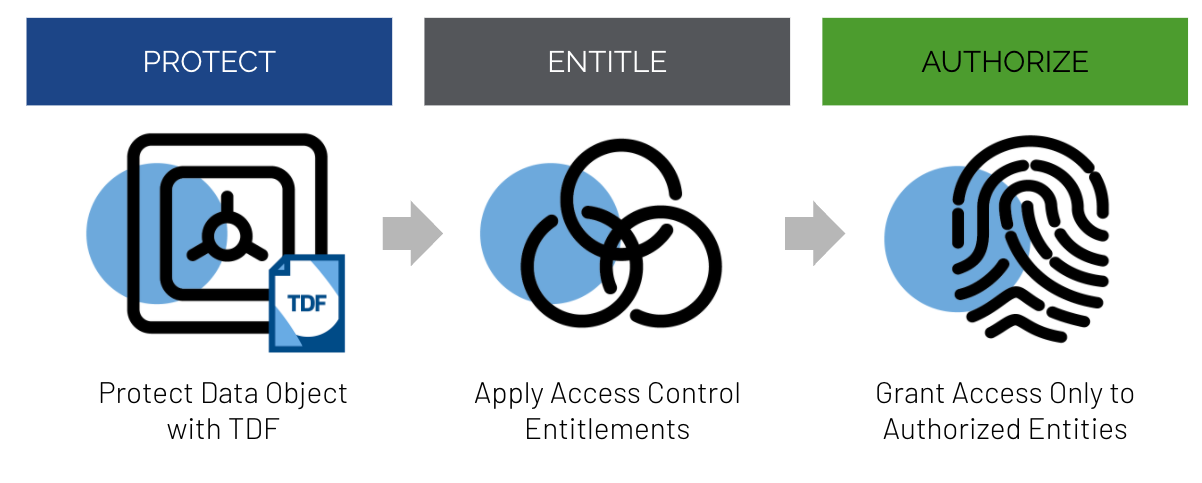 PROTECT
ENTITLE
AUTHORIZE
TDF
Protect Data Object
with TDF
Apply Access Control
Entitlements
Grant Access Only to
Authorized Entities